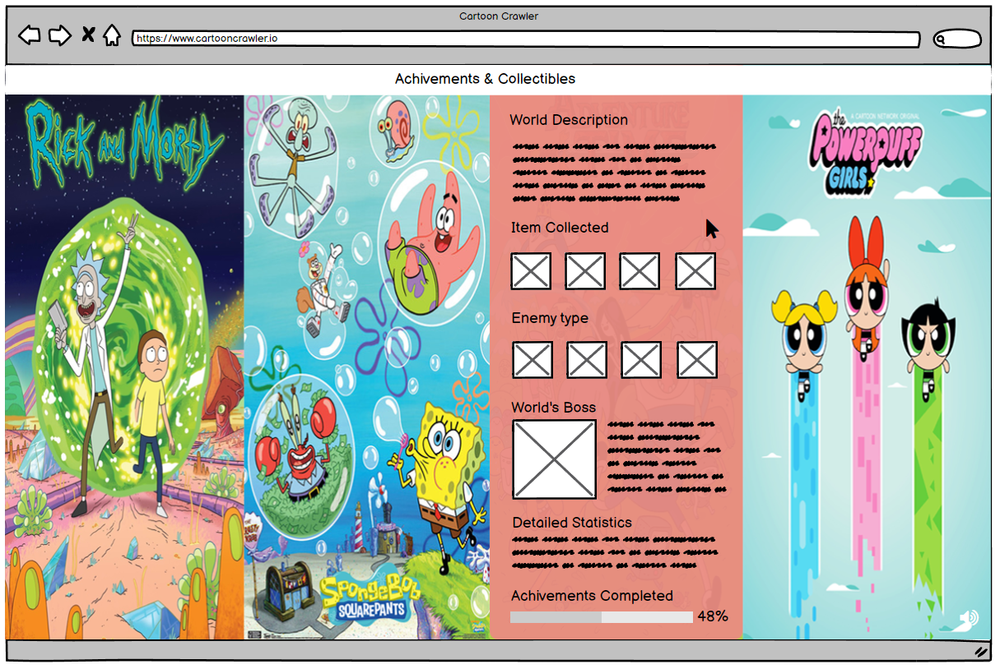 Cartoon Crawler
https://www.cartooncrawler.io
Achivements & Collectibles
Rick and Morty
SpongeBob
SQUAREPANTS
World Description
Item Collected
Enemy type
World's Boss
Detailed Statistics
Achivements Completed
48%
A CARTOON NETWORK ORIGINAL
the
POWERPUFF
GIRLS